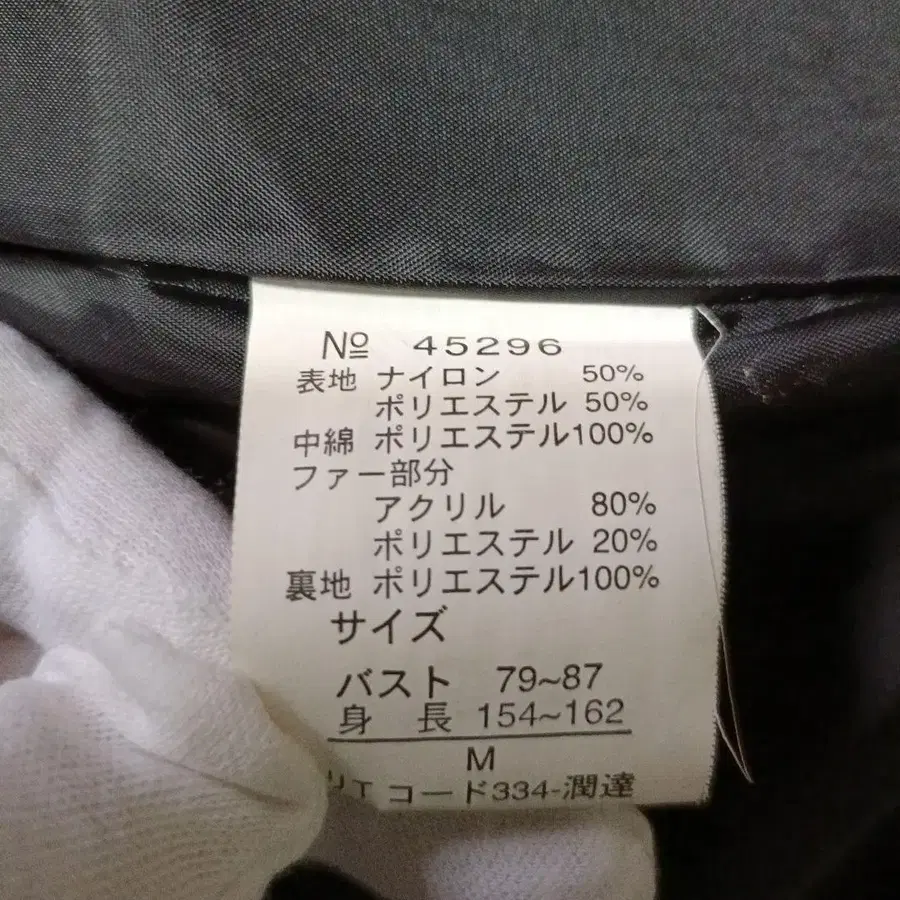 № 45296
表地 ナイロン 50%
ポリエステル 50%
中綿 ポリエステル100%
ファー部分
アクリル 80%
ポリエステル 20%
裏地 ポリエステル100%
サイズ
バスト 79~87
身 長 154~162
M
コード334-潤達